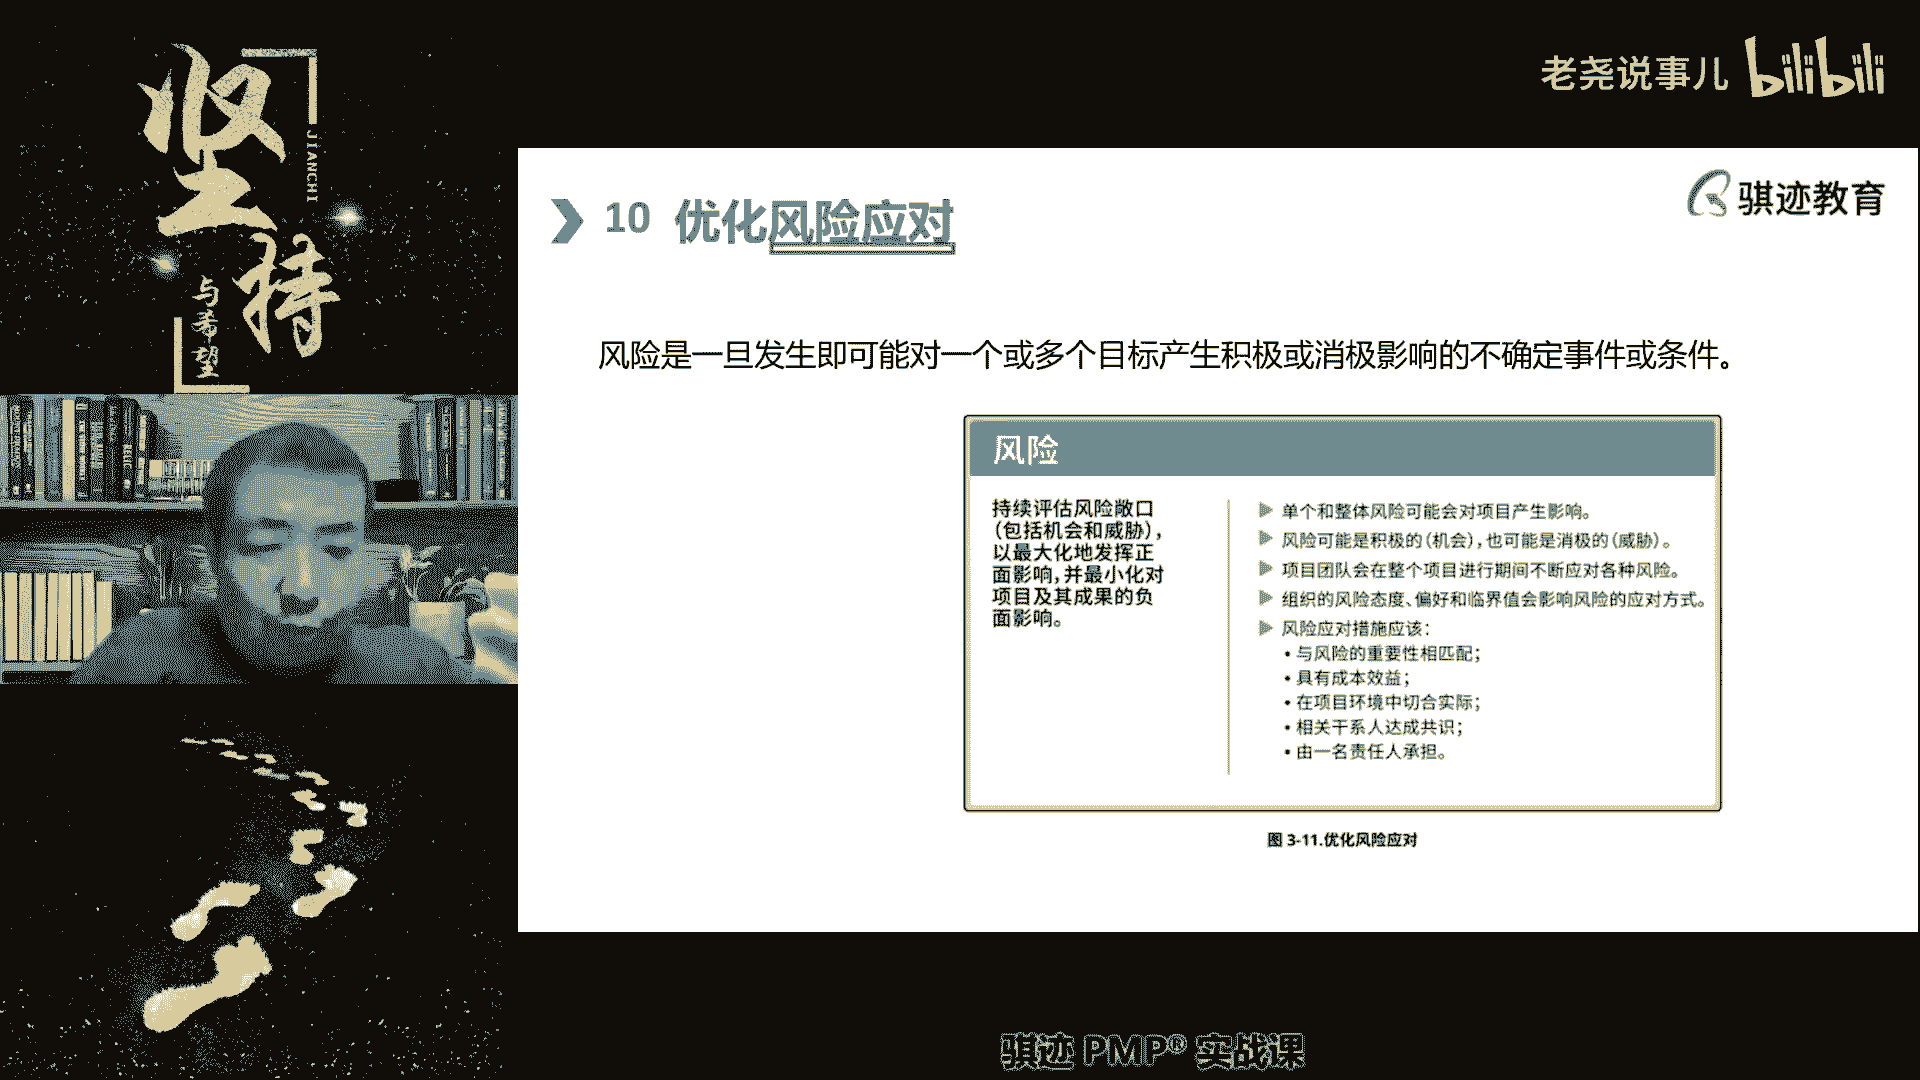 坚持
JIANCHI
与希望
老尧说事儿 bilibili
骐迹教育
10 优化风险应对
风险是一旦发生即可能对一个或多个目标产生积极或消极影响的不确定事件或条件。
风险
持续评估风险敞口
(包括机会和威胁),
以最大化地发挥正
面影响,并最小化对
项目及其成果的负
面影响。
单个和整体风险可能会对项目产生影响。
风险可能是积极的(机会),也可能是消极的(威胁)。
项目团队会在整个项目进行期间不断应对各种风险。
组织的风险态度、偏好和临界值会影响风险的应对方式。
风险应对措施应该:
• 与风险的重要性相匹配;
• 具有成本效益;
• 在项目环境中切合实际;
• 相关干系人达成共识;
• 由一名责任人承担。
图 3-11.优化风险应对
骐迹 PMP® 实战课